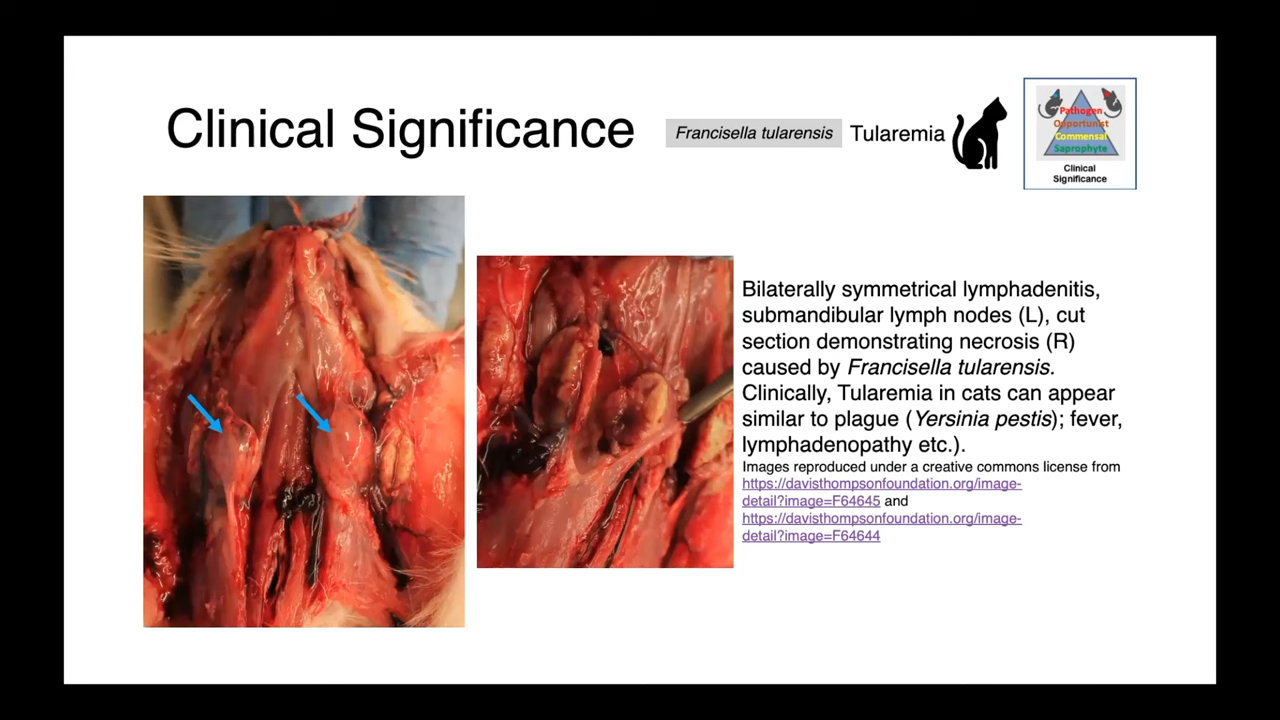 Clinical Significance
Francisella tularensis
Tularemia
Pathogen
Opportunist
Commensal
Saprophyte
Clinical
Significance
Bilaterally symmetrical lymphadenitis,
submandibular lymph nodes (L), cut
section demonstrating necrosis (R)
caused by Francisella tularensis.
Clinically, Tularemia in cats can appear
similar to plague (Yersinia pestis); fever,
lymphadenopathy etc.).
Images reproduced under a creative commons license from
https://davisthompsonfoundation.org/image-
detail?image=F64645 and
https://davisthompsonfoundation.org/image-
detail?image=F64644